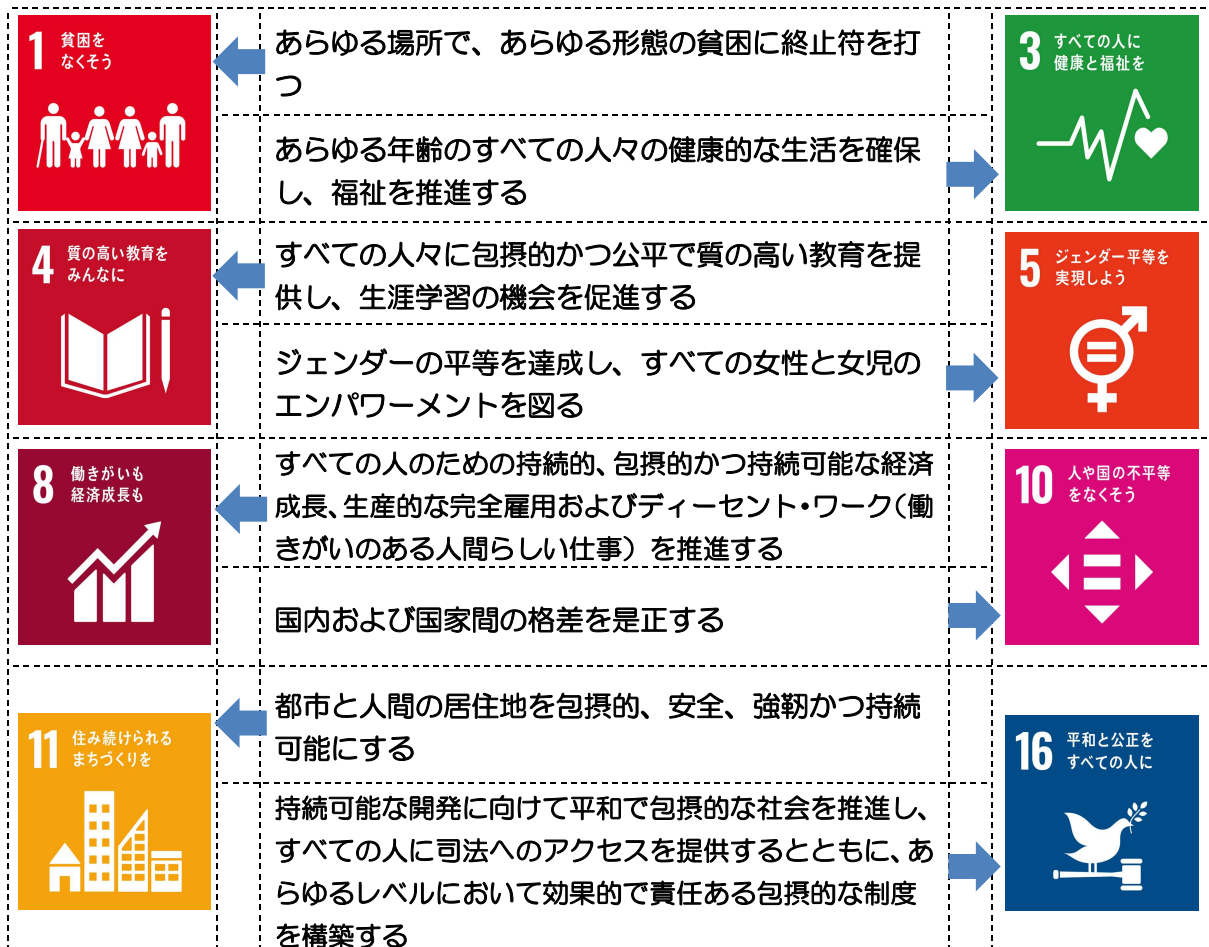 1 貧困を
なくそう
あらゆる場所で、あらゆる形態の貧困に終止符を打
つ
3 すべての人に
健康と福祉を
あらゆる年齢のすべての人々の健康的な生活を確保
し、福祉を推進する
4 質の高い教育を
みんなに
すべての人々に包摂的かつ公平で質の高い教育を提
供し、生涯学習の機会を促進する
5 ジェンダー平等を
実現しよう
ジェンダーの平等を達成し、すべての女性と女児の
エンパワーメントを図る
8 働きがいも
経済成長も
すべての人のための持続的、包摂的かつ持続可能な経済
成長、生産的な完全雇用およびディーセント・ワーク(働
きがいのある人間らしい仕事)を推進する
10 人や国の不平等
をなくそう
国内および国家間の格差を是正する
11 住み続けられる
まちづくりを
都市と人間の居住地を包摂的、安全、強靭かつ持続
可能にする
16 平和と公正を
すべての人に
持続可能な開発に向けて平和で包摂的な社会を推進し、
すべての人に司法へのアクセスを提供するとともに、あ
らゆるレベルにおいて効果的で責任ある包摂的な制度
を構築する